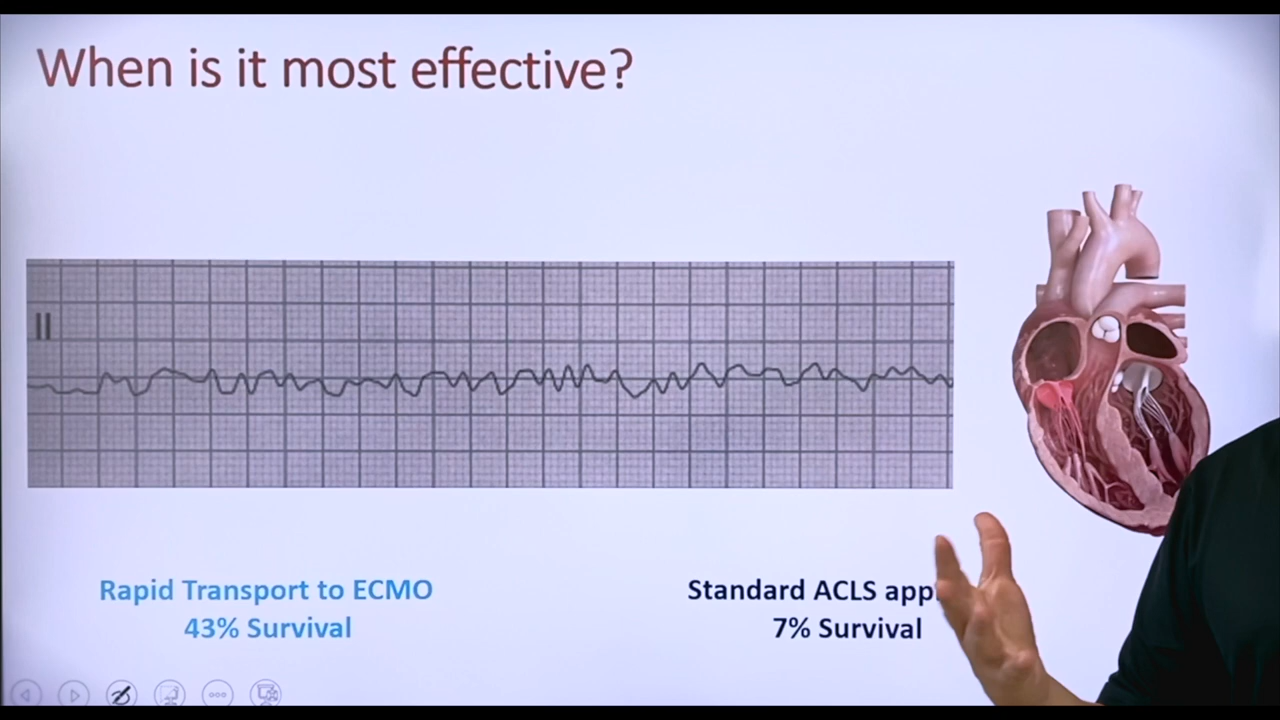 When is it most effective?
II
Rapid Transport to ECMO
43% Survival
Standard ACLS
7% Survival